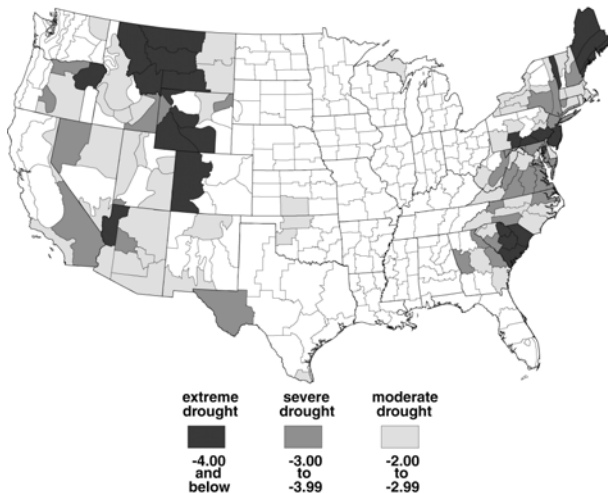 extreme drought
severe drought
moderate drought
-4.00 and below
-3.00 to -3.99
-2.00 to -2.99